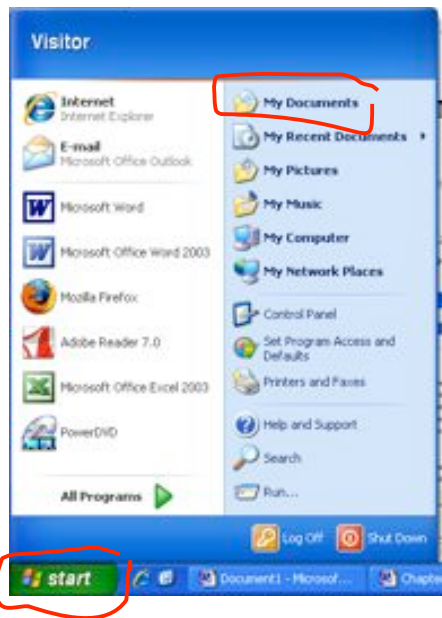 Visitor
Internet
Internet Explorer
E-mail
Microsoft Office Outlook
Microsoft Word
Microsoft Office Word 2003
Mozilla Firefox
Adobe Reader 7.0
Microsoft Office Excel 2003
PowerDVD
All Programs
My Documents
My Recent Documents
My Pictures
My Music
My Computer
My Network Places
Control Panel
Set Program Access and
Defaults
Printers and Faxes
Help and Support
Search
Run...
Log Off
Shut Down
start
Document1 - Microsof...
Chapte